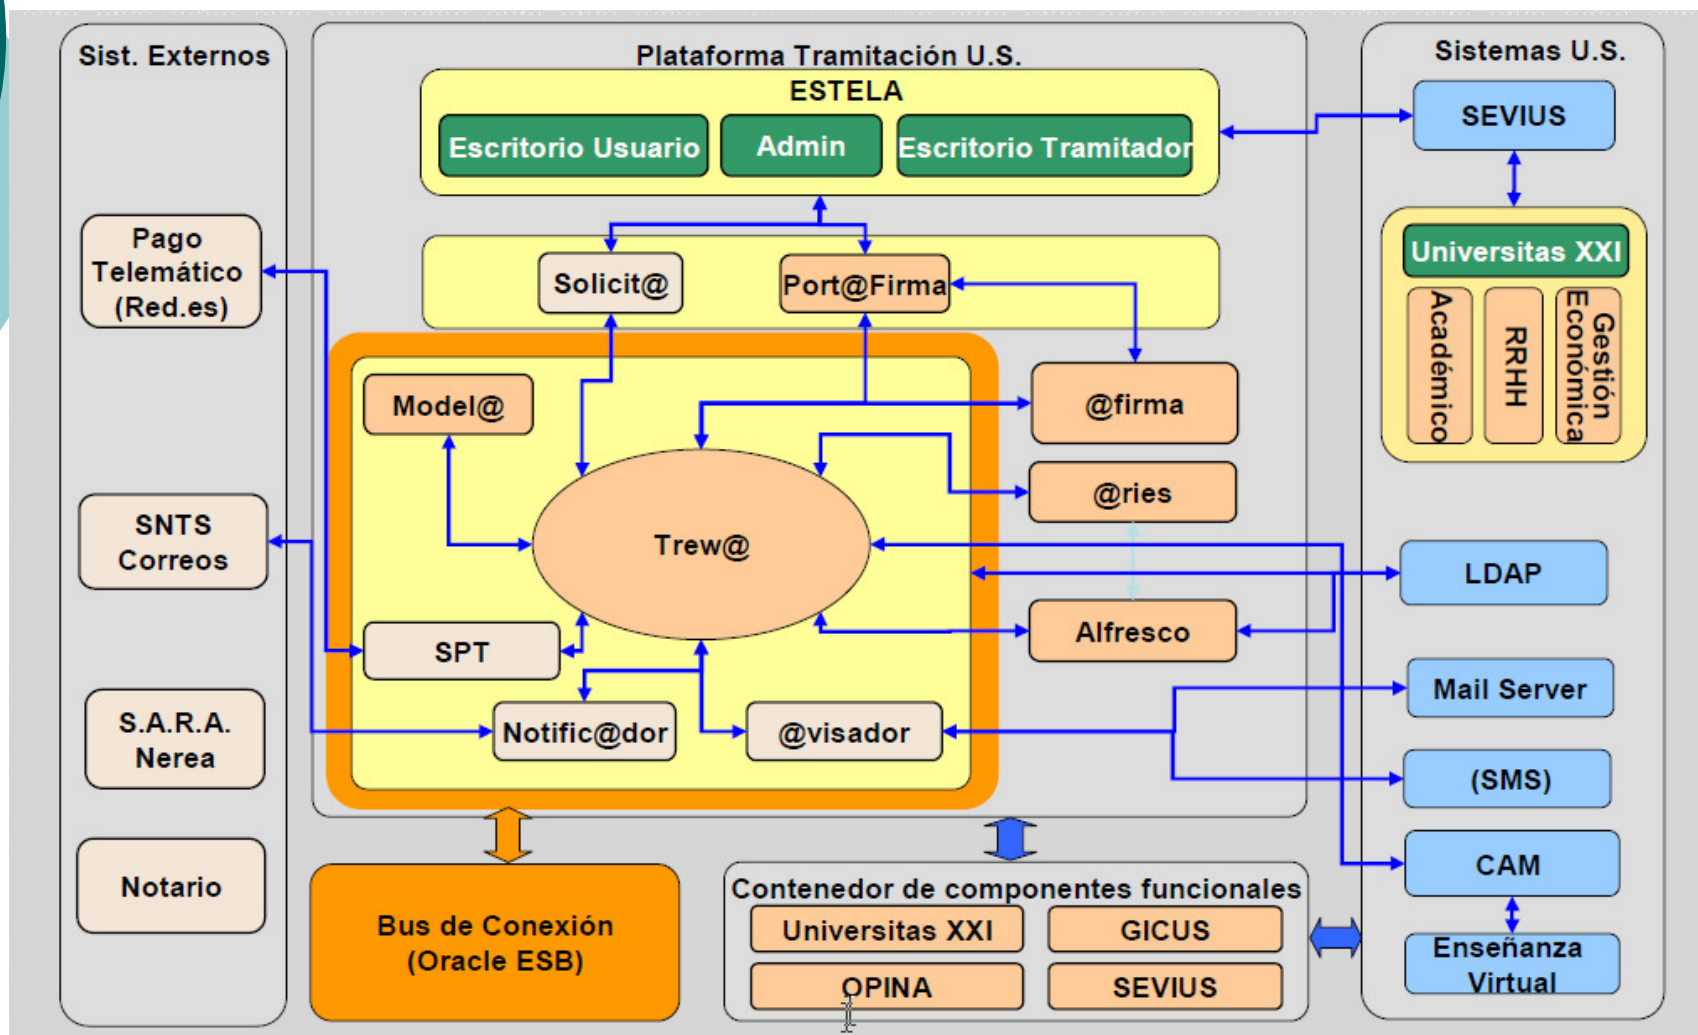 Sist. Externos
Pago
Telemático
(Red.es)
SNTS
Correos
S.A.R.A.
Nerea
Notario
Plataforma Tramitación U.S.
ESTELA
Escritorio Usuario
Admin
Escritorio Tramitador
Solicit@
Port@Firma
Model@
@firma
@ries
Trew@
SPT
Alfresco
Notific@dor
@visador
Bus de Conexión
(Oracle ESB)
Contenedor de componentes funcionales
Universitas XXI
GICUS
OPINA
SEVIUS
Sistemas U.S.
SEVIUS
Universitas XXI
Académico
RRHH
Gestión
Económica
LDAP
Mail Server
(SMS)
CAM
Enseñanza
Virtual